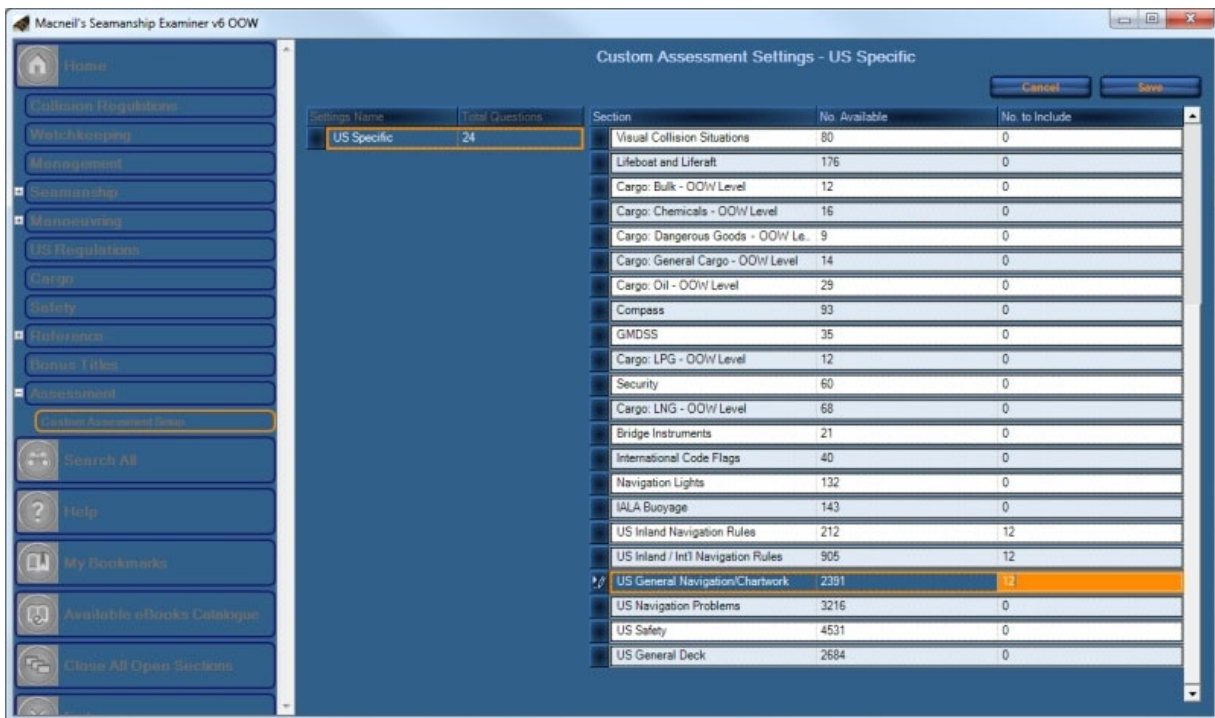 Macneil's Seamanship Examiner v6 OOW
Home
Collision Regulations
Watchkeeping
Management
Seamanship
Manoeuvring
US Regulations
Cargo
Safety
Reference
Bonus Titles
Assessment
Custom Assessment Setup
Search All
Help
My Bookmarks
Available eBooks Catalogue
Close All Open Sections
Custom Assessment Settings - US Specific
Cancel Save
Settings Name Total Questions
US Specific 24
Section No. Available No. to Include
Visual Collision Situations 80 0
Lifeboat and Liferaft 176 0
Cargo: Bulk - OOW Level 12 0
Cargo: Chemicals - OOW Level 16 0
Cargo: Dangerous Goods - OOW Le.. 9 0
Cargo: General Cargo - OOW Level 14 0
Cargo: Oil - OOW Level 29 0
Compass 93 0
GMDSS 35 0
Cargo: LPG - OOW Level 12 0
Security 60 0
Cargo: LNG - OOW Level 68 0
Bridge Instruments 21 0
International Code Flags 40 0
Navigation Lights 132 0
IALA Buoyage 143 0
US Inland Navigation Rules 212 12
US Inland / Int'l Navigation Rules 905 12
US General Navigation/Chartwork 2391 12
US Navigation Problems 3216 0
US Safety 4531 0
US General Deck 2684 0